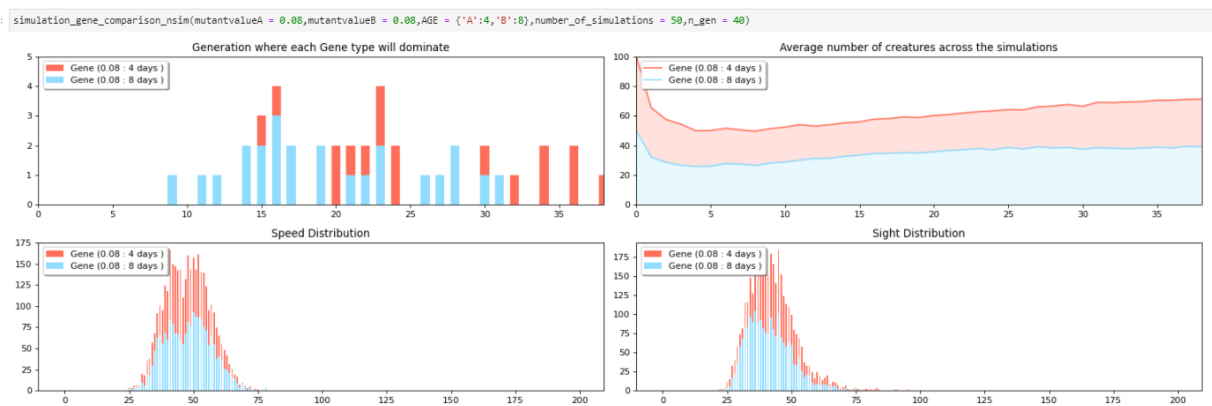 simulation_gene_comparison_nsim(mutantvalueA = 0.08,mutantvalueB = 0.08,AGE = {'A':4,'B':8},number_of_simulations = 50,n_gen = 40)
Generation where each Gene type will dominate
Gene (0.08 : 4 days )
Gene (0.08 : 8 days )
5
4
3
2
1
0
0 5 10 15 20 25 30 35
Average number of creatures across the simulations
Gene (0.08 : 4 days )
Gene (0.08 : 8 days )
100
80
60
40
20
0
0 5 10 15 20 25 30 35
Speed Distribution
Gene (0.08 : 4 days )
Gene (0.08 : 8 days )
175
150
125
100
75
50
25
0
0 25 50 75 100 125 150 175 200
Sight Distribution
Gene (0.08 : 4 days )
Gene (0.08 : 8 days )
175
150
125
100
75
50
25
0
0 25 50 75 100 125 150 175 200